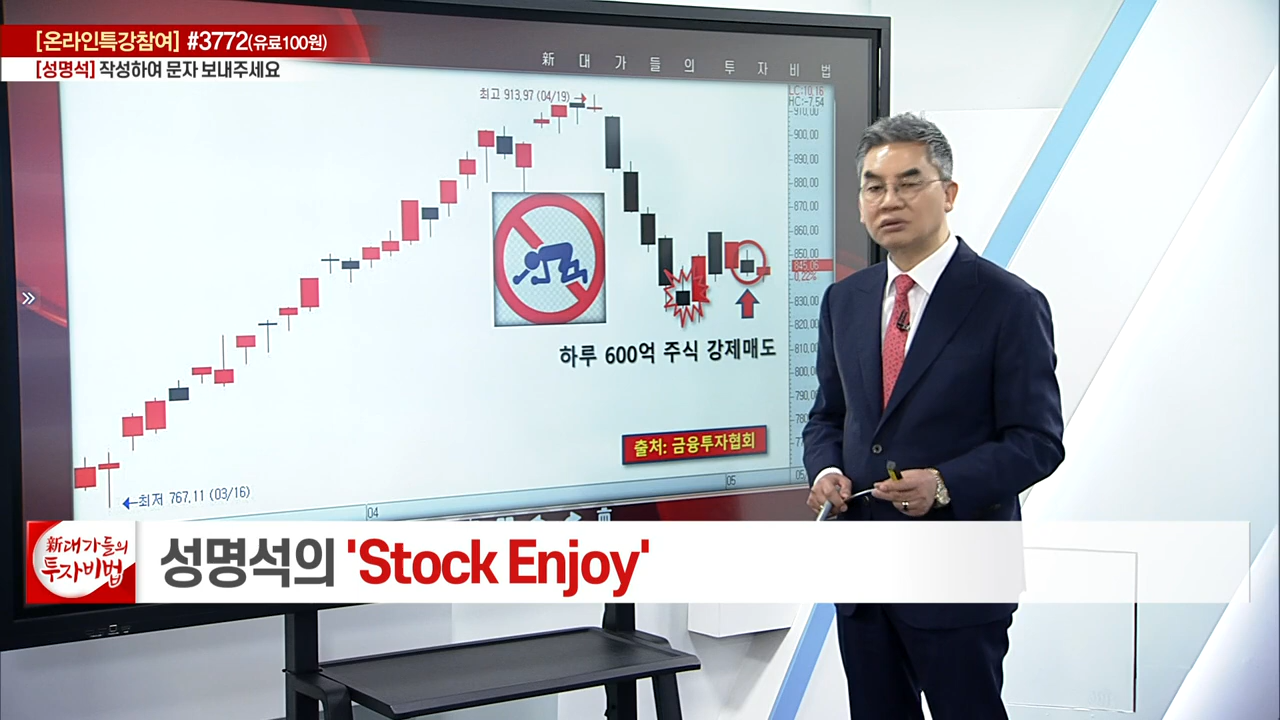 [온라인특강참여] #3772(유료100원)
[성명석] 작성하여 문자 보내주세요
新 대 가 들 의 투 자 비 법
최고 913.97 (04/19)
LC:10.16
HC:-7.54
910.00
900.00
890.00
880.00
870.00
860.00
850.00
845.06
0.22%
830.00
820.00
810.00
800.00
790.00
780.00
하루 600억 주식 강제매도
출처: 금융투자협회
최저 767.11 (03/16)
04
05
05/
新대가들의
투자비법
성명석의 'Stock Enjoy'